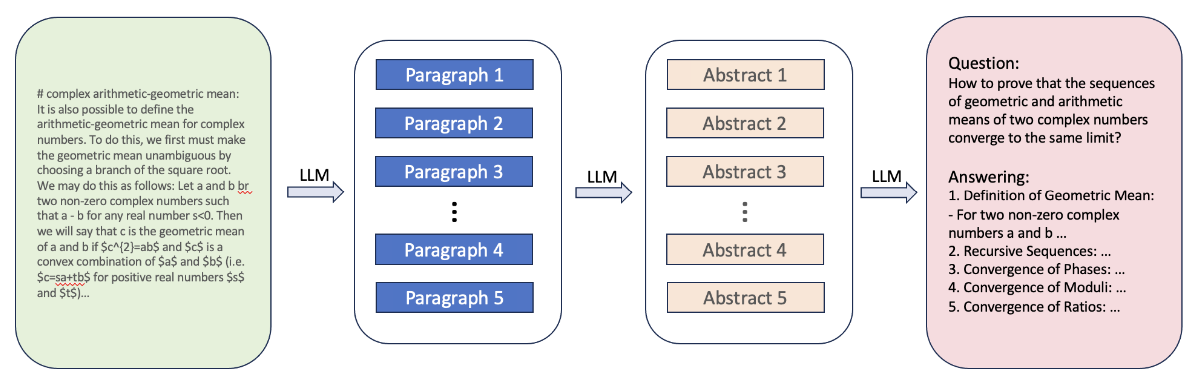 # complex arithmetic-geometric mean:
It is also possible to define the
arithmetic-geometric mean for complex
numbers. To do this, we first must make
the geometric mean unambiguous by
choosing a branch of the square root.
We may do this as follows: Let a and b br
two non-zero complex numbers such
that a - b for any real number s<0. Then
we will say that c is the geometric mean
of a and b if $c^{2}=ab$ and $c$ is a
convex combination of $a$ and $b$ (i.e.
$c=sa+tb$ for positive real numbers $s$
and $t$)...
LLM
Paragraph 1
Paragraph 2
Paragraph 3
Paragraph 4
Paragraph 5
LLM
Abstract 1
Abstract 2
Abstract 3
Abstract 4
Abstract 5
LLM
Question:
How to prove that the sequences
of geometric and arithmetic
means of two complex numbers
converge to the same limit?
Answering:
1. Definition of Geometric Mean:
- For two non-zero complex
numbers a and b ...
2. Recursive Sequences: ...
3. Convergence of Phases: ...
4. Convergence of Moduli: ...
5. Convergence of Ratios: ...